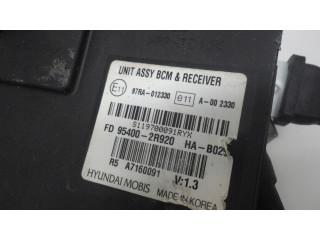 UNIT ASSY BCM & RECEIVER
E11 97RA-012330 e11 A-00 2330
S119700091RYX
FD 95400-2R920 HA-B02
R5 A7160091 V:1.3
HYUNDAI MOBIS MADE IN KOREA